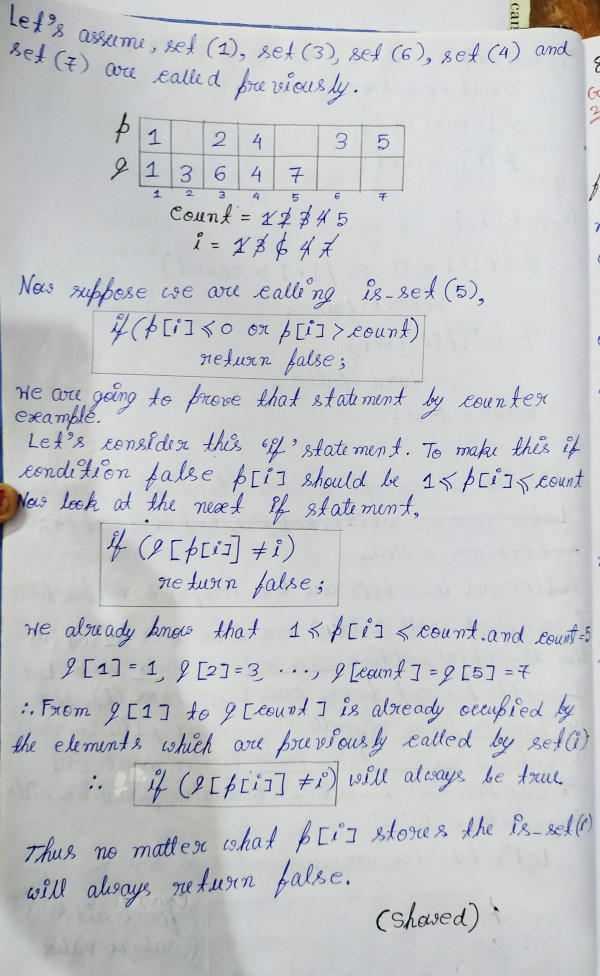 Let's assume, set (1), set (3), set (6), set (4) and
set (7) are called previously.
p 1 2 4 3 5
q 1 3 6 4 7
1 2 3 4 5 6 7
Count = 1 2 3 4 5
i = 1 3 6 4 7
Now suppose we are calling is-set (5),
if (p[i] ≤ 0 or p[i] > count)
return false;
We are going to prove that statement by counter
example.
Let's consider this 'if' statement. To make this if
condition false p[i] should be 1 ≤ p[i] ≤ count
Now look at the next if statement,
if (q[p[i]] ≠ i)
return false;
We already know that 1 ≤ p[i] ≤ count. and count=5
q[1] = 1, q[2] = 3, ..., q[count] = q[5] = 7
∴ From q[1] to q[count] is already occupied by
the elements which are previously called by set(i)
∴ if (q[p[i]] ≠ i) will always be true.
Thus no matter what p[i] stores the is-set(i)
will always return false.
(showed)
can